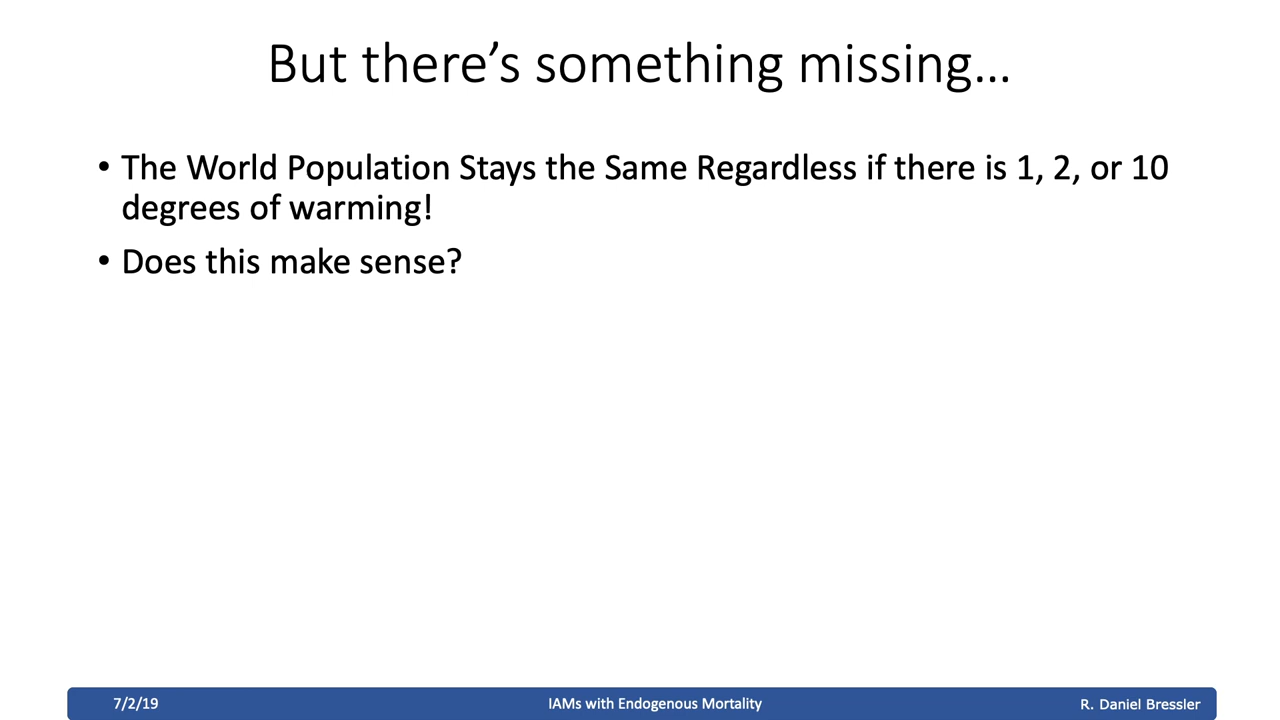 But there’s something missing…
• The World Population Stays the Same Regardless if there is 1, 2, or 10
degrees of warming!
• Does this make sense?
7/2/19
IAMs with Endogenous Mortality
R. Daniel Bressler